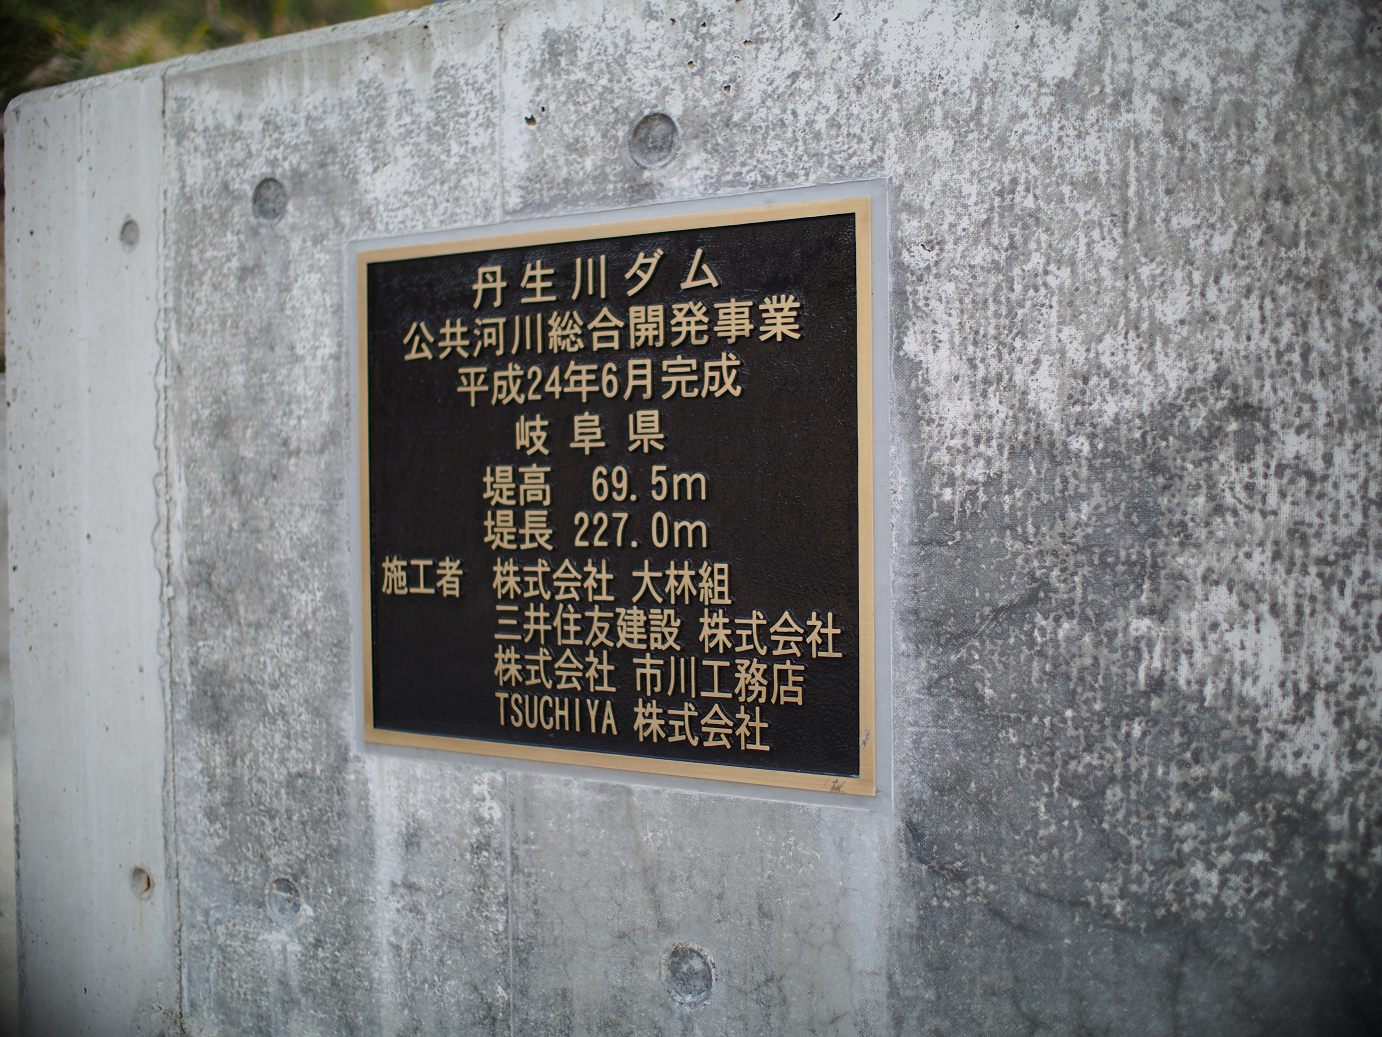 丹生川ダム
公共河川総合開発事業
平成24年6月完成
岐阜県
堤高 69.5m
堤長 227.0m
施工者 株式会社 大林組
三井住友建設 株式会社
株式会社 市川工務店
TSUCHIYA 株式会社